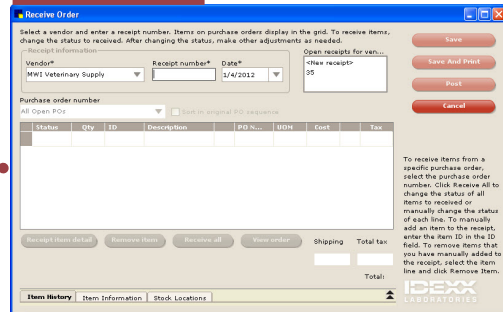 Receive Order
Select a vendor and enter a receipt number. Items on purchase orders display in the grid. To receive items,
change the status to received. After changing the status, make other adjustments as needed.
Receipt information
Vendor*
Receipt number*
Date*
MWI Veterinary Supply
1/4/2012
Open receipts for ven...
<New receipt>
35
Save
Save And Print
Post
Cancel
Purchase order number
All Open POs
Sort in original PO sequence
Status Qty ID Description PO N... UOM Cost Tax
To receive items from a
specific purchase order,
select the purchase order
number. Click Receive All to
change the status of all
items to received or
manually change the status
of each line. To manually
add an item to the receipt,
enter the item ID in the ID
field. To remove items that
you have manually added to
the receipt, select the item
line and click Remove Item.
Receipt item detail Remove item Receive all View order
Shipping Total tax
Total:
Item History Item Information Stock Locations
IDEXX
LABORATORIES